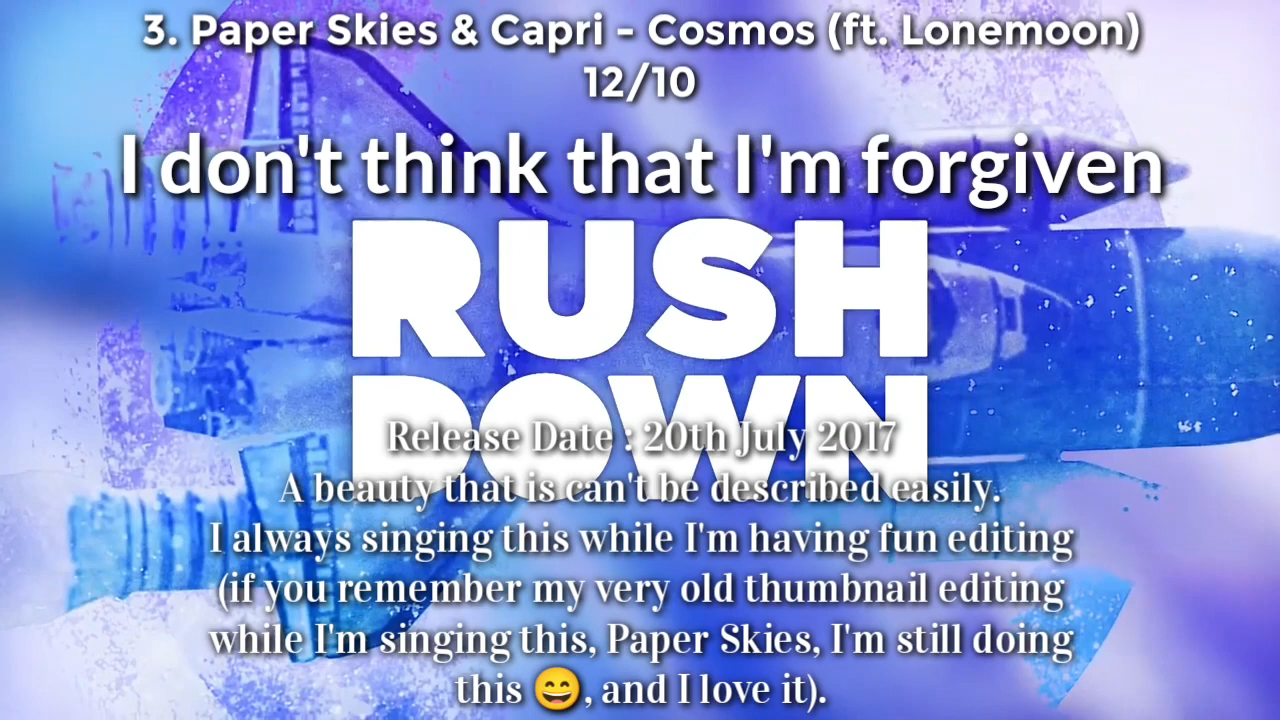 3. Paper Skies & Capri - Cosmos (ft. Lonemoon)
12/10
I don't think that I'm forgiven
RUSH
DOWN
Release Date : 20th July 2017
A beauty that is can't be described easily.
I always singing this while I'm having fun editing
(if you remember my very old thumbnail editing
while I'm singing this, Paper Skies, I'm still doing
this 😄, and I love it).